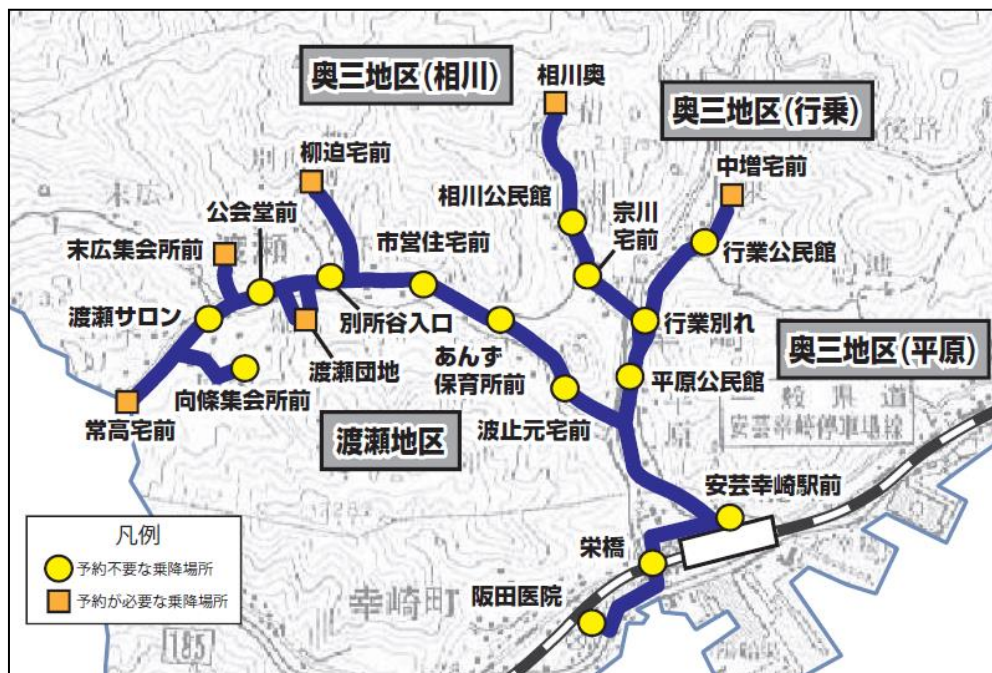 奥三地区(相川)
相川奥
奥三地区(行乗)
柳迫宅前
中増宅前
公会堂前
相川公民館
宗川
宅前
末広集会所前
市営住宅前
行業公民館
渡瀬サロン
別所谷入口
行業別れ
渡瀬団地
あんず
保育所前
奥三地区(平原)
平原公民館
向條集会所前
常高宅前
渡瀬地区
波止元宅前
安芸幸崎駅前
凡例
予約不要な乗降場所
予約が必要な乗降場所
栄橋
阪田医院
幸崎町
185
渡瀬
末広